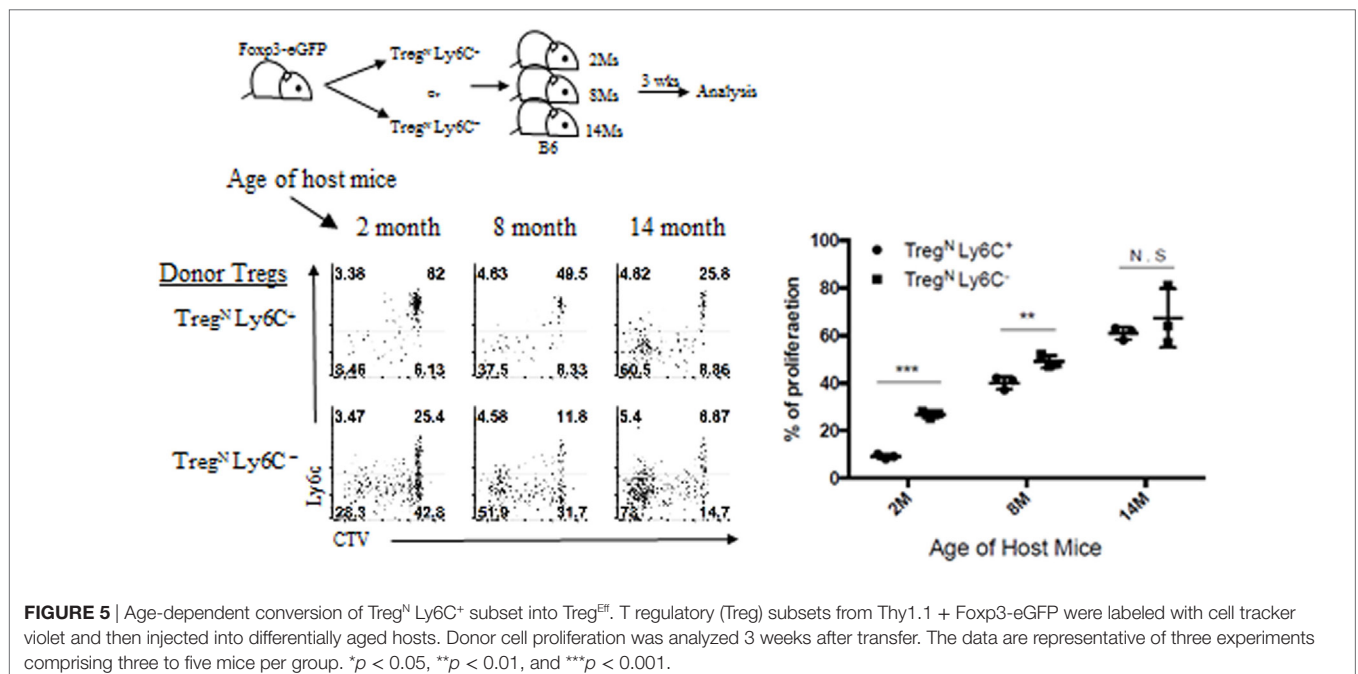 Foxp3-eGFP
Treg^N Ly6C⁺
or
Treg^N Ly6C⁻
2Ms
8Ms
14Ms
B6
3 wks
Analysis
Age of host mice
2 month 8 month 14 month
Donor Tregs
Treg^N Ly6C⁺
3.38 82 4.63 49.5 4.62 25.8
6.13 37.5 8.33 60.5
Treg^N Ly6C⁻
3.47 25.4 4.58 11.8 5.4 6.87
28.3 42.8 51.9 31.7 14.7
Ly6c
CTV
Treg^N Ly6C⁺
Treg^N Ly6C⁻
% of proliferaetion
100
80
60
40
20
0
***
**
N . S
2M 8M 14M
Age of Host Mice
FIGURE 5 | Age-dependent conversion of Treg^N Ly6C⁺ subset into Treg^Eff. T regulatory (Treg) subsets from Thy1.1 + Foxp3-eGFP were labeled with cell tracker
violet and then injected into differentially aged hosts. Donor cell proliferation was analyzed 3 weeks after transfer. The data are representative of three experiments
comprising three to five mice per group. *p < 0.05, **p < 0.01, and ***p < 0.001.